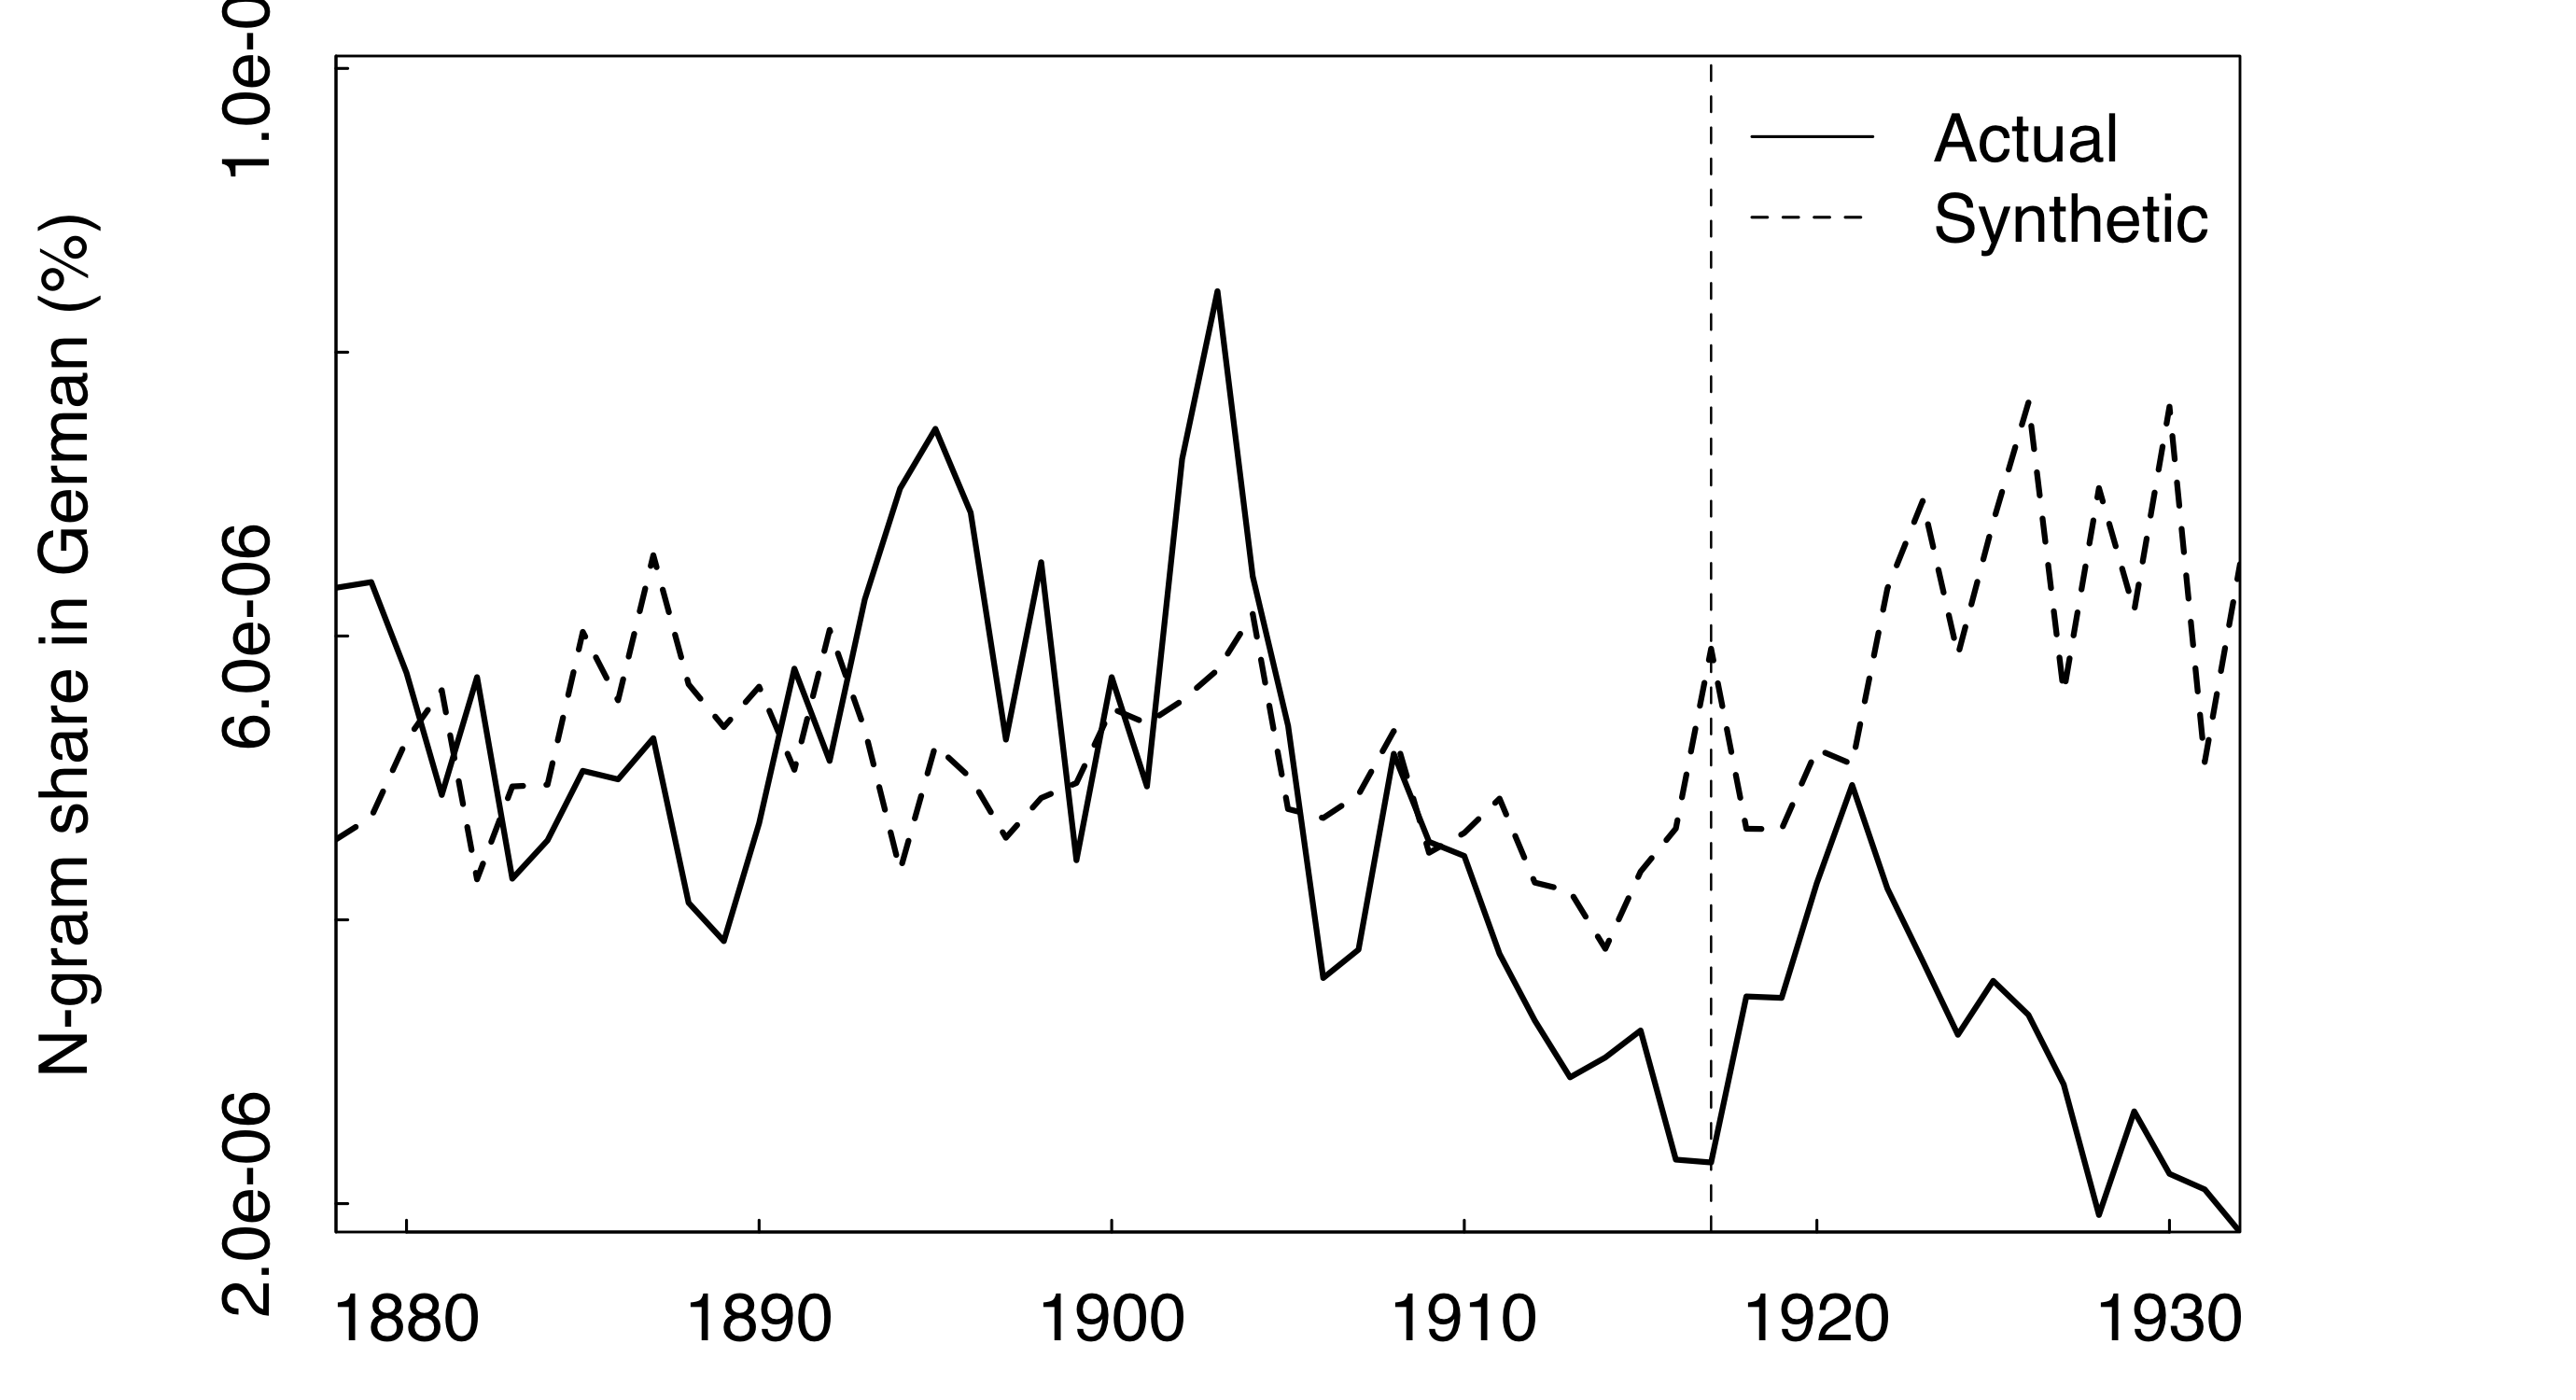 N-gram share in German (%)
1.0e-0
6.0e-06
2.0e-06
Actual
Synthetic
1880 1890 1900 1910 1920 1930